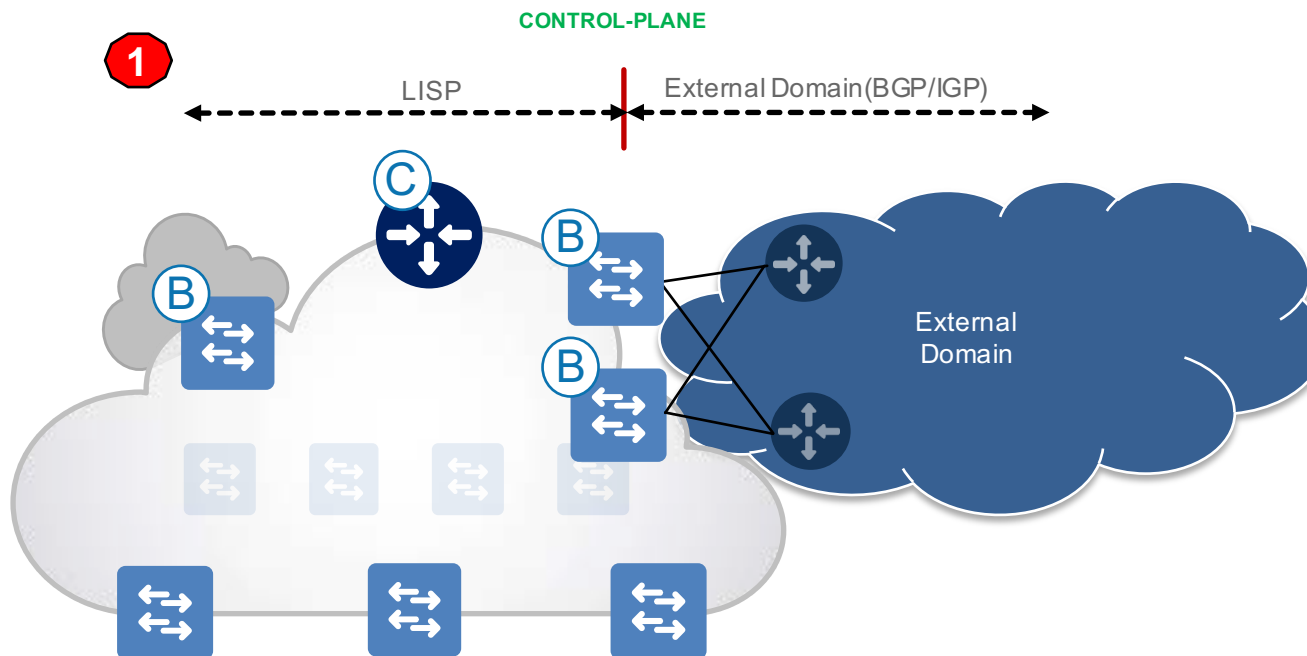 CONTROL-PLANE
1
LISP
External Domain(BGP/IGP)
C
B
B
B
External
Domain